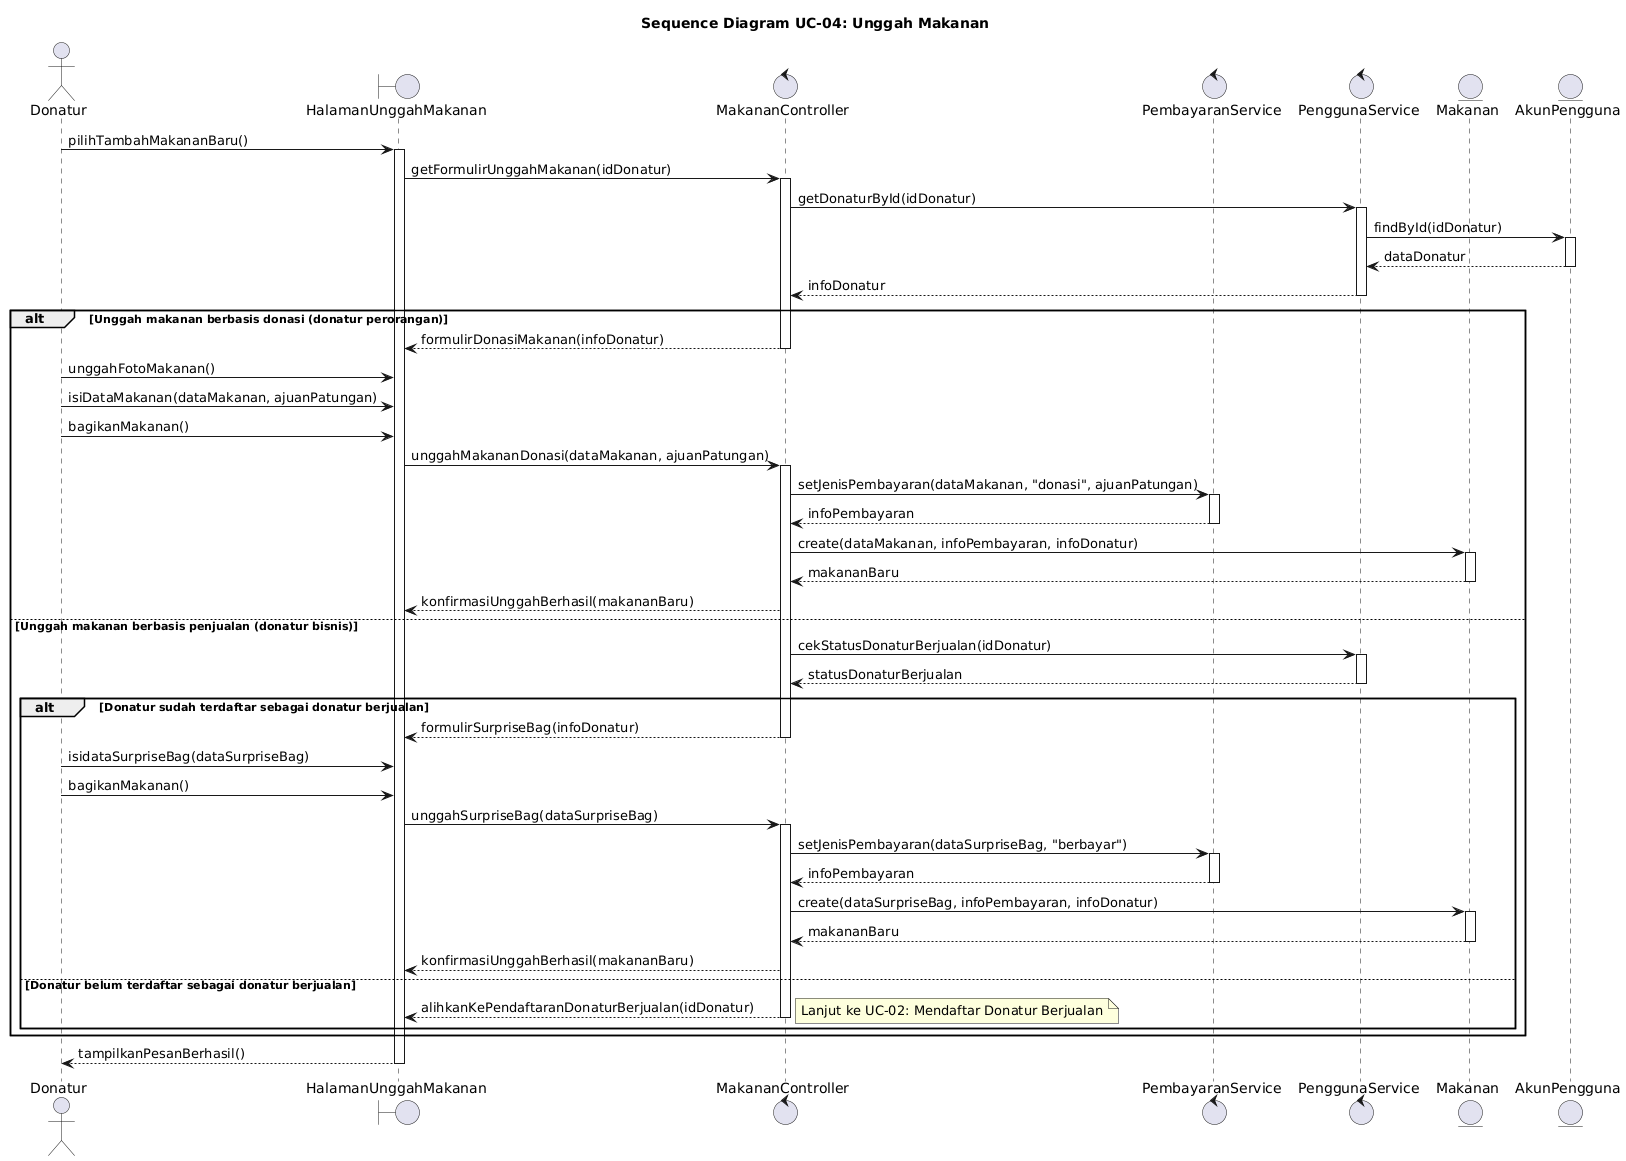 Sequence Diagram UC-04: Unggah Makanan
Donatur
HalamanUnggahMakanan
MakananController
PembayaranService
PenggunaService
Makanan
AkunPengguna
pilihTambahMakananBaru()
getFormulirUnggahMakanan(idDonatur)
getDonaturById(idDonatur)
findById(idDonatur)
dataDonatur
infoDonatur
alt
[Unggah makanan berbasis donasi (donatur perorangan)]
formulirDonasiMakanan(infoDonatur)
unggahFotoMakanan()
isiDataMakanan(dataMakanan, ajuanPatungan)
bagikanMakanan()
unggahMakananDonasi(dataMakanan, ajuanPatungan)
setJenisPembayaran(dataMakanan, "donasi", ajuanPatungan)
infoPembayaran
create(dataMakanan, infoPembayaran, infoDonatur)
makananBaru
konfirmasiUnggahBerhasil(makananBaru)
[Unggah makanan berbasis penjualan (donatur bisnis)]
cekStatusDonaturBerjualan(idDonatur)
statusDonaturBerjualan
alt
[Donatur sudah terdaftar sebagai donatur berjualan]
formulirSurpriseBag(infoDonatur)
isidataSurpriseBag(dataSurpriseBag)
bagikanMakanan()
unggahSurpriseBag(dataSurpriseBag)
setJenisPembayaran(dataSurpriseBag, "berbayar")
infoPembayaran
create(dataSurpriseBag, infoPembayaran, infoDonatur)
makananBaru
konfirmasiUnggahBerhasil(makananBaru)
[Donatur belum terdaftar sebagai donatur berjualan]
alihkanKePendaftaranDonaturBerjualan(idDonatur)
Lanjut ke UC-02: Mendaftar Donatur Berjualan
tampilkanPesanBerhasil()
Donatur
HalamanUnggahMakanan
MakananController
PembayaranService
PenggunaService
Makanan
AkunPengguna